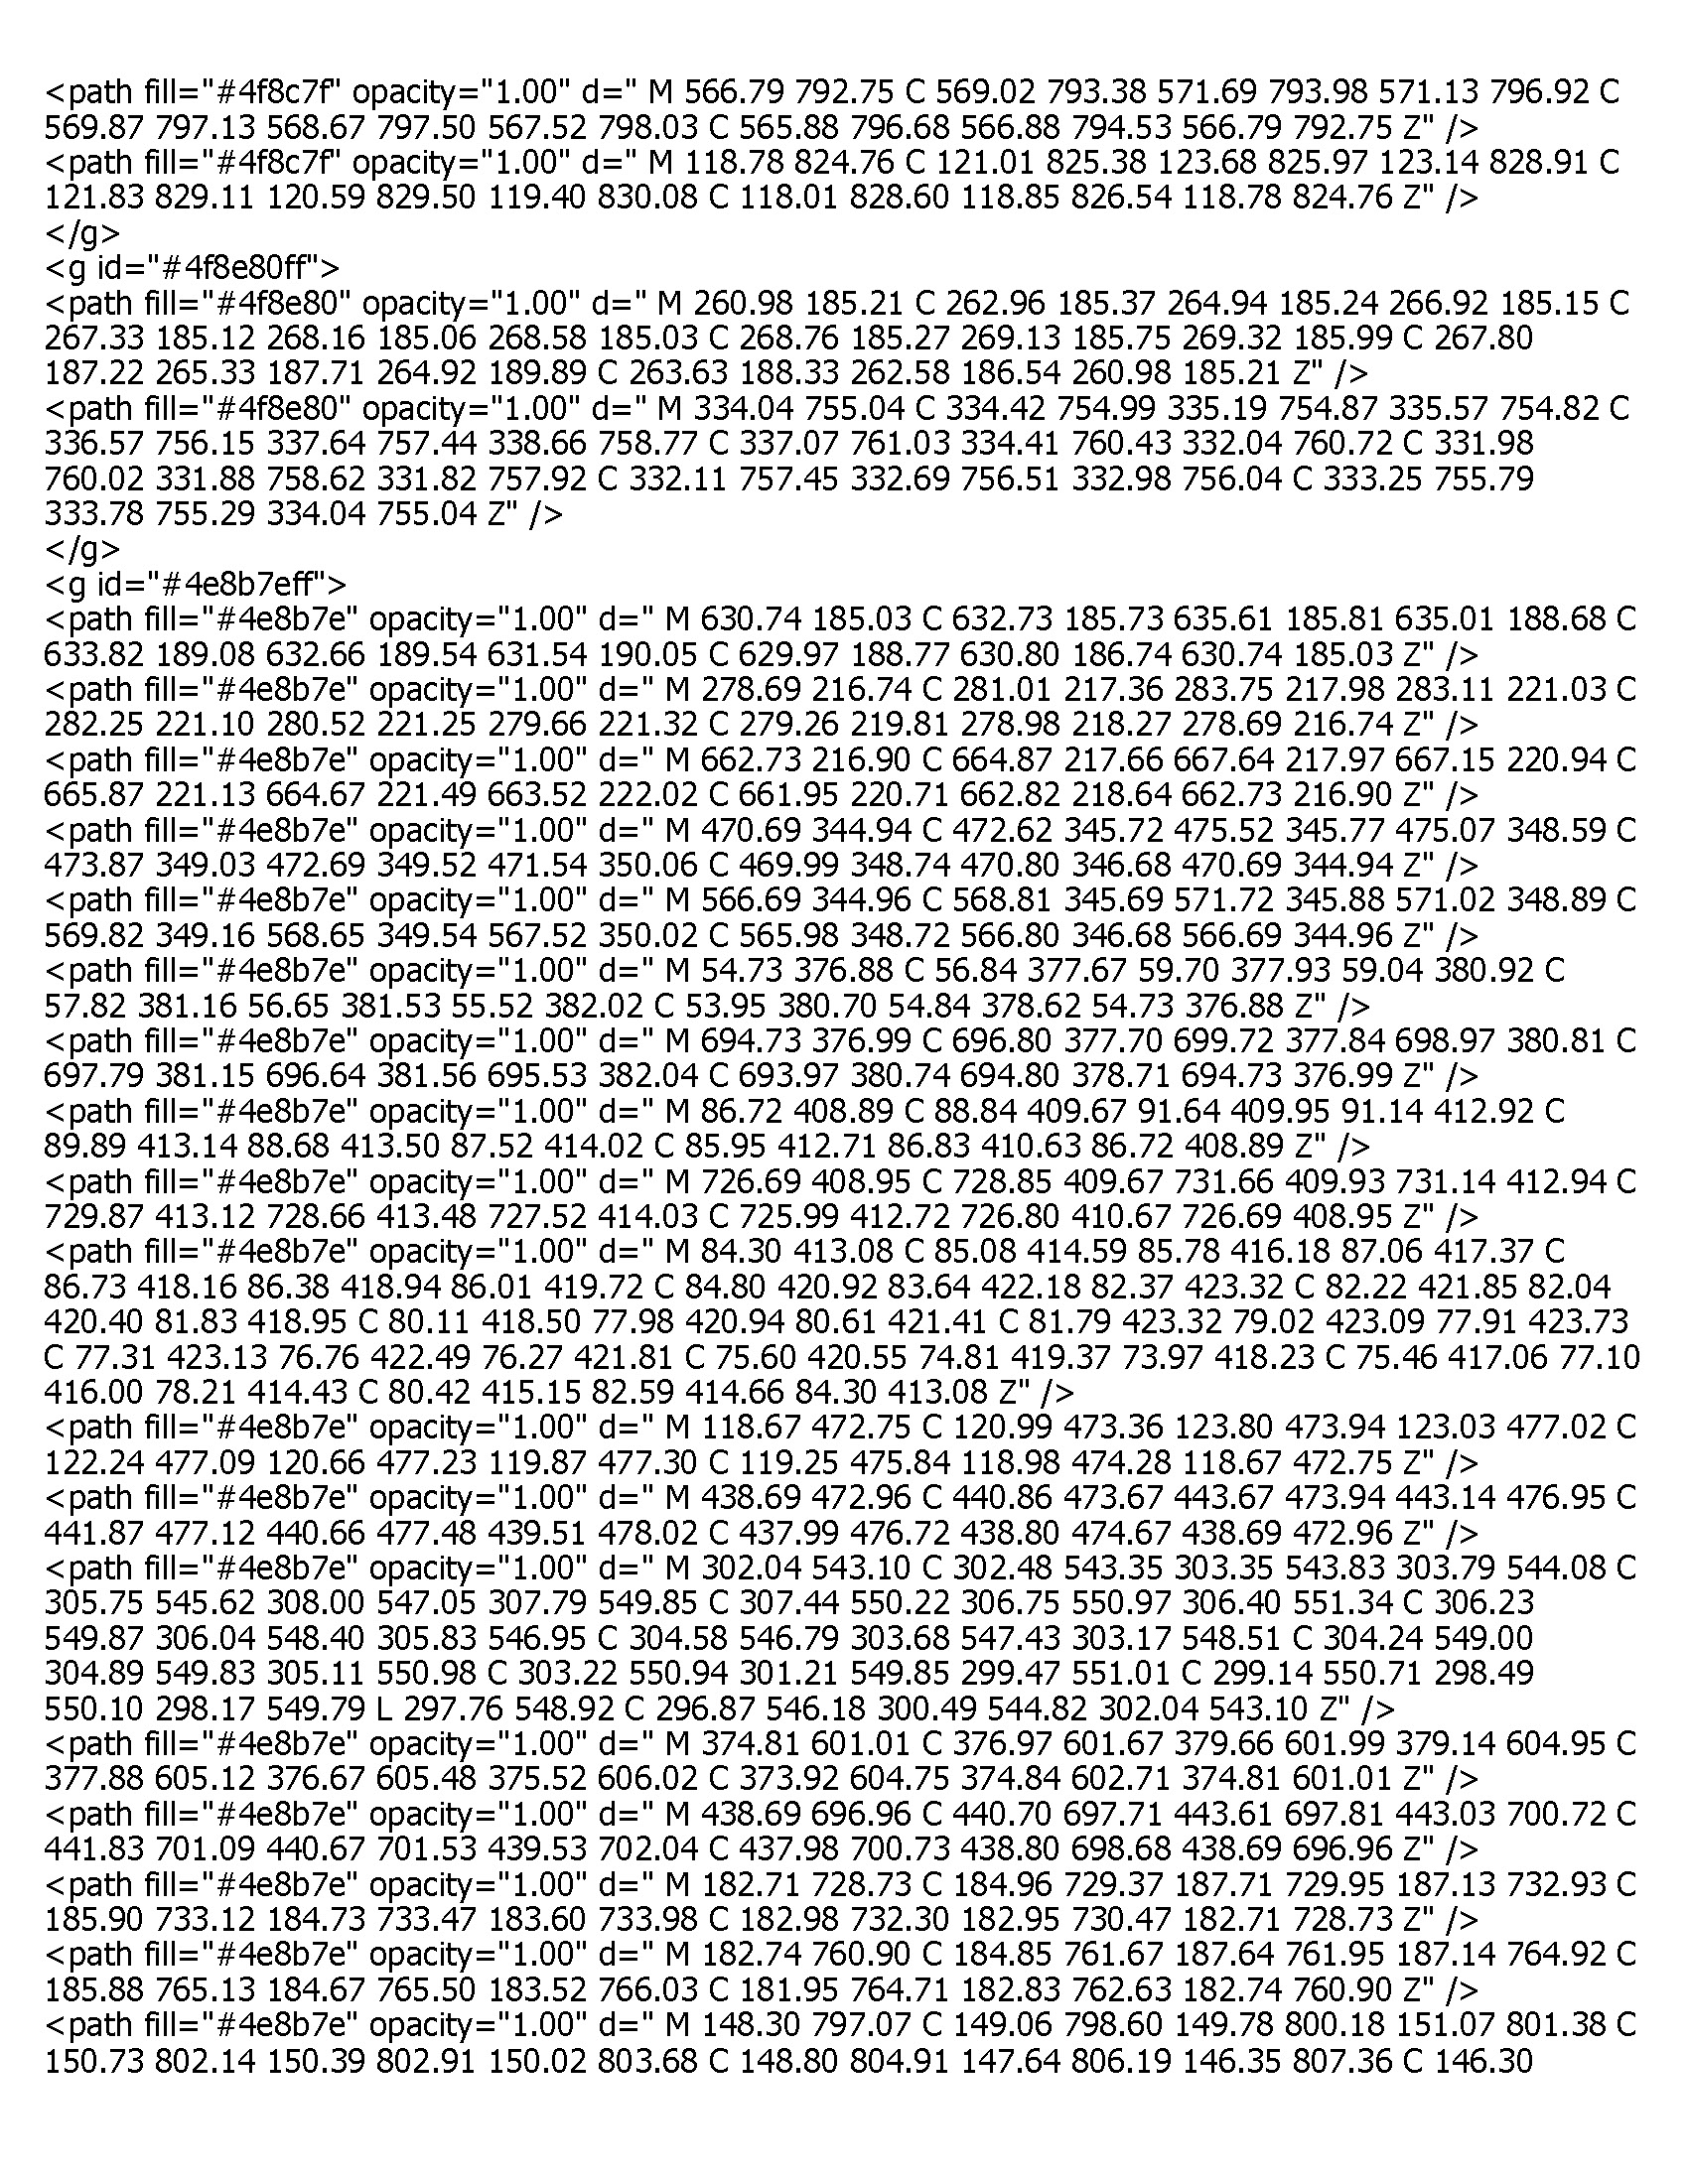 <path fill="#4f8c7f" opacity="1.00" d=" M 566.79 792.75 C 569.02 793.38 571.69 793.98 571.13 796.92 C
569.87 797.13 568.67 797.50 567.52 798.03 C 565.88 796.68 566.88 794.53 566.79 792.75 Z" />
<path fill="#4f8c7f" opacity="1.00" d=" M 118.78 824.76 C 121.01 825.38 123.68 825.97 123.14 828.91 C
121.83 829.11 120.59 829.50 119.40 830.08 C 118.01 828.60 118.85 826.54 118.78 824.76 Z" />
</g>
<g id="#4f8e80ff">
<path fill="#4f8e80" opacity="1.00" d=" M 260.98 185.21 C 262.96 185.37 264.94 185.24 266.92 185.15 C
267.33 185.12 268.16 185.06 268.58 185.03 C 268.76 185.27 269.13 185.75 269.32 185.99 C 267.80
187.22 265.33 187.71 264.92 189.89 C 263.63 188.33 262.58 186.54 260.98 185.21 Z" />
<path fill="#4f8e80" opacity="1.00" d=" M 334.04 755.04 C 334.42 754.99 335.19 754.87 335.57 754.82 C
336.57 756.15 337.64 757.44 338.66 758.77 C 337.07 761.03 334.41 760.43 332.04 760.72 C 331.98
760.02 331.88 758.62 331.82 757.92 C 332.11 757.45 332.69 756.51 332.98 756.04 C 333.25 755.79
333.78 755.29 334.04 755.04 Z" />
</g>
<g id="#4e8b7eff">
<path fill="#4e8b7e" opacity="1.00" d=" M 630.74 185.03 C 632.73 185.73 635.61 185.81 635.01 188.68 C
633.82 189.08 632.66 189.54 631.54 190.05 C 629.97 188.77 630.80 186.74 630.74 185.03 Z" />
<path fill="#4e8b7e" opacity="1.00" d=" M 278.69 216.74 C 281.01 217.36 283.75 217.98 283.11 221.03 C
282.25 221.10 280.52 221.25 279.66 221.32 C 279.26 219.81 278.98 218.27 278.69 216.74 Z" />
<path fill="#4e8b7e" opacity="1.00" d=" M 662.73 216.90 C 664.87 217.66 667.64 217.97 667.15 220.94 C
665.87 221.13 664.67 221.49 663.52 222.02 C 661.95 220.71 662.82 218.64 662.73 216.90 Z" />
<path fill="#4e8b7e" opacity="1.00" d=" M 470.69 344.94 C 472.62 345.72 475.52 345.77 475.07 348.59 C
473.87 349.03 472.69 349.52 471.54 350.06 C 469.99 348.74 470.80 346.68 470.69 344.94 Z" />
<path fill="#4e8b7e" opacity="1.00" d=" M 566.69 344.96 C 568.81 345.69 571.72 345.88 571.02 348.89 C
569.82 349.16 568.65 349.54 567.52 350.02 C 565.98 348.72 566.80 346.68 566.69 344.96 Z" />
<path fill="#4e8b7e" opacity="1.00" d=" M 54.73 376.88 C 56.84 377.67 59.70 377.93 59.04 380.92 C
57.82 381.16 56.65 381.53 55.52 382.02 C 53.95 380.70 54.84 378.62 54.73 376.88 Z" />
<path fill="#4e8b7e" opacity="1.00" d=" M 694.73 376.99 C 696.80 377.70 699.72 377.84 698.97 380.81 C
697.79 381.15 696.64 381.56 695.53 382.04 C 693.97 380.74 694.80 378.71 694.73 376.99 Z" />
<path fill="#4e8b7e" opacity="1.00" d=" M 86.72 408.89 C 88.84 409.67 91.64 409.95 91.14 412.92 C
89.89 413.14 88.68 413.50 87.52 414.02 C 85.95 412.71 86.83 410.63 86.72 408.89 Z" />
<path fill="#4e8b7e" opacity="1.00" d=" M 726.69 408.95 C 728.85 409.67 731.66 409.93 731.14 412.94 C
729.87 413.12 728.66 413.48 727.52 414.03 C 725.99 412.72 726.80 410.67 726.69 408.95 Z" />
<path fill="#4e8b7e" opacity="1.00" d=" M 84.30 413.08 C 85.08 414.59 85.78 416.18 87.06 417.37 C
86.73 418.16 86.38 418.94 86.01 419.72 C 84.80 420.92 83.64 422.18 82.37 423.32 C 82.22 421.85 82.04
420.40 81.83 418.95 C 80.11 418.50 77.98 420.94 80.61 421.41 C 81.79 423.32 79.02 423.09 77.91 423.73
C 77.31 423.13 76.76 422.49 76.27 421.81 C 75.60 420.55 74.81 419.37 73.97 418.23 C 75.46 417.06 77.10
416.00 78.21 414.43 C 80.42 415.15 82.59 414.66 84.30 413.08 Z" />
<path fill="#4e8b7e" opacity="1.00" d=" M 118.67 472.75 C 120.99 473.36 123.80 473.94 123.03 477.02 C
122.24 477.09 120.66 477.23 119.87 477.30 C 119.25 475.84 118.98 474.28 118.67 472.75 Z" />
<path fill="#4e8b7e" opacity="1.00" d=" M 438.69 472.96 C 440.86 473.67 443.67 473.94 443.14 476.95 C
441.87 477.12 440.66 477.48 439.51 478.02 C 437.99 476.72 438.80 474.67 438.69 472.96 Z" />
<path fill="#4e8b7e" opacity="1.00" d=" M 302.04 543.10 C 302.48 543.35 303.35 543.83 303.79 544.08 C
305.75 545.62 308.00 547.05 307.79 549.85 C 307.44 550.22 306.75 550.97 306.40 551.34 C 306.23
549.87 306.04 548.40 305.83 546.95 C 304.58 546.79 303.68 547.43 303.17 548.51 C 304.24 549.00
304.89 549.83 305.11 550.98 C 303.22 550.94 301.21 549.85 299.47 551.01 C 299.14 550.71 298.49
550.10 298.17 549.79 L 297.76 548.92 C 296.87 546.18 300.49 544.82 302.04 543.10 Z" />
<path fill="#4e8b7e" opacity="1.00" d=" M 374.81 601.01 C 376.97 601.67 379.66 601.99 379.14 604.95 C
377.88 605.12 376.67 605.48 375.52 606.02 C 373.92 604.75 374.84 602.71 374.81 601.01 Z" />
<path fill="#4e8b7e" opacity="1.00" d=" M 438.69 696.96 C 440.70 697.71 443.61 697.81 443.03 700.72 C
441.83 701.09 440.67 701.53 439.53 702.04 C 437.98 700.73 438.80 698.68 438.69 696.96 Z" />
<path fill="#4e8b7e" opacity="1.00" d=" M 182.71 728.73 C 184.96 729.37 187.71 729.95 187.13 732.93 C
185.90 733.12 184.73 733.47 183.60 733.98 C 182.98 732.30 182.95 730.47 182.71 728.73 Z" />
<path fill="#4e8b7e" opacity="1.00" d=" M 182.74 760.90 C 184.85 761.67 187.64 761.95 187.14 764.92 C
185.88 765.13 184.67 765.50 183.52 766.03 C 181.95 764.71 182.83 762.63 182.74 760.90 Z" />
<path fill="#4e8b7e" opacity="1.00" d=" M 148.30 797.07 C 149.06 798.60 149.78 800.18 151.07 801.38 C
150.73 802.14 150.39 802.91 150.02 803.68 C 148.80 804.91 147.64 806.19 146.35 807.36 C 146.30